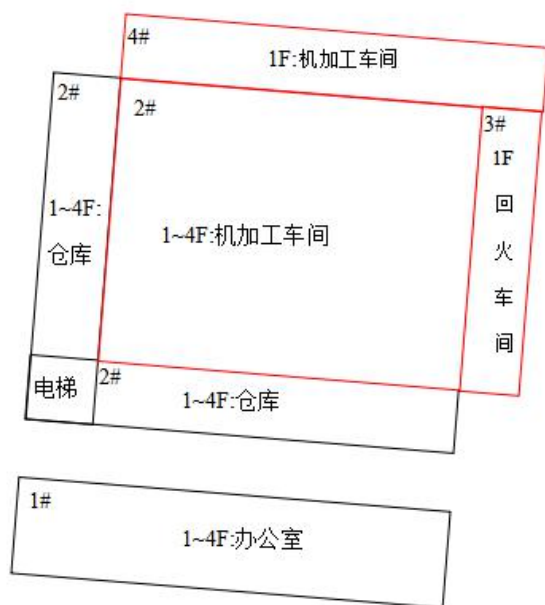 4#
1F:机加工车间
2#
2#
3#
1F
回
火
车
间
1~4F:
仓库
1~4F:机加工车间
电梯
2#
1~4F:仓库
1#
1~4F:办公室